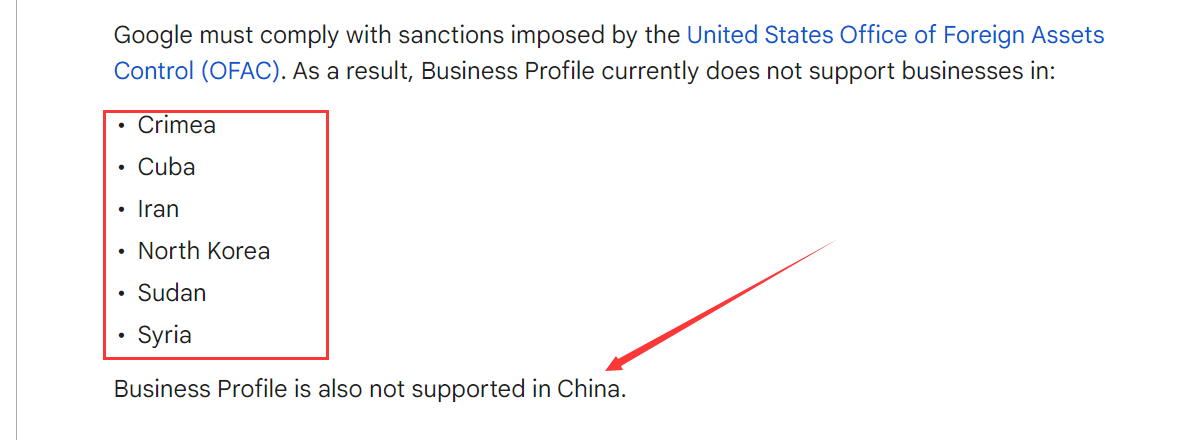 Google must comply with sanctions imposed by the United States Office of Foreign Assets
Control (OFAC). As a result, Business Profile currently does not support businesses in:
• Crimea
• Cuba
• Iran
• North Korea
• Sudan
• Syria
Business Profile is also not supported in China.